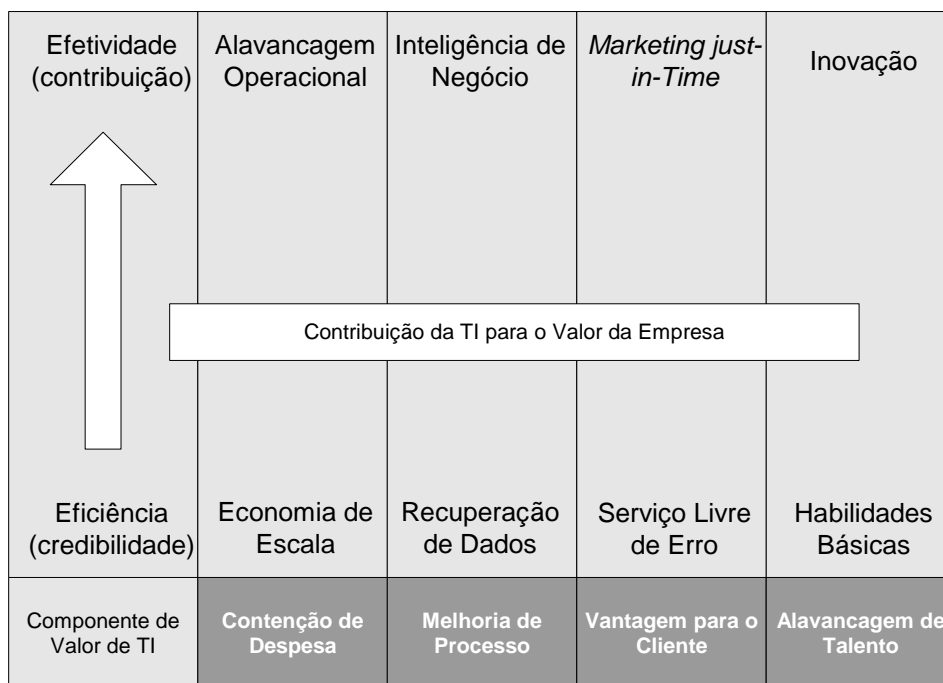 Efetividade
(contribuição)
Alavancagem
Operacional
Inteligência de
Negócio
Marketing just-
in-Time
Inovação
Contribuição da TI para o Valor da Empresa
Eficiência
(credibilidade)
Economia de
Escala
Recuperação
de Dados
Serviço Livre
de Erro
Habilidades
Básicas
Componente de
Valor de TI
Contenção de
Despesa
Melhoria de
Processo
Vantagem para o
Cliente
Alavancagem de
Talento